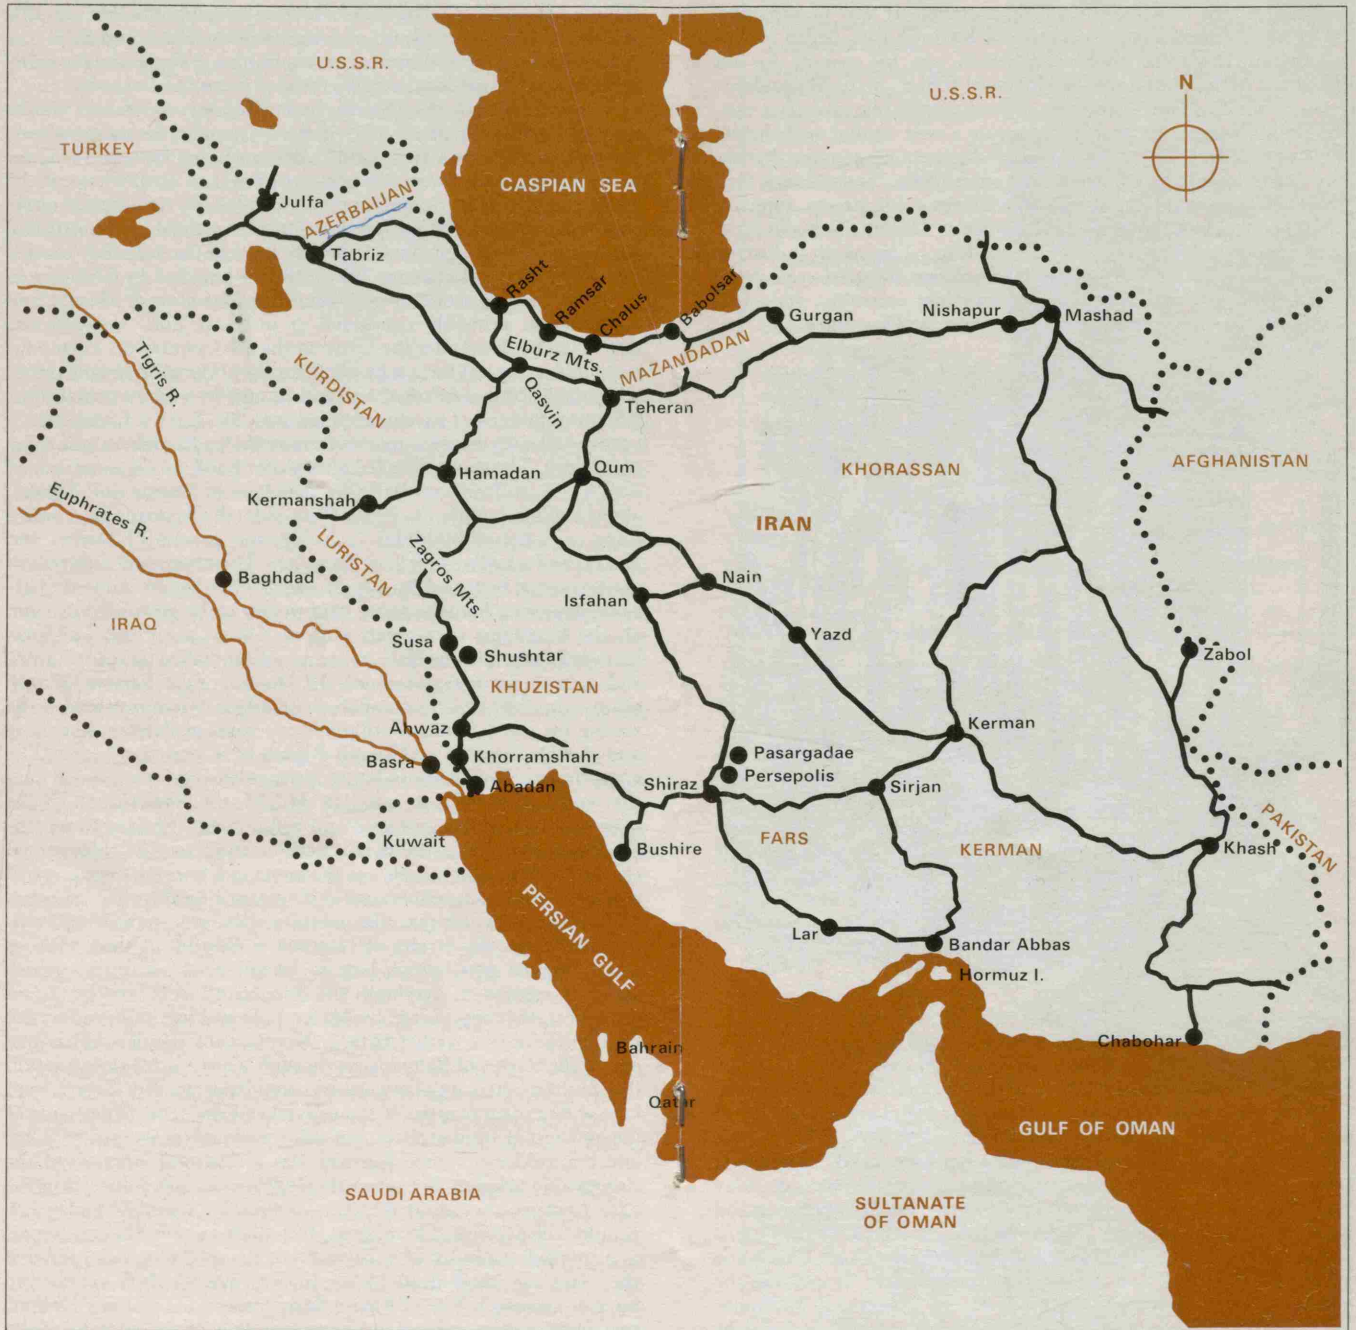 U.S.S.R.
U.S.S.R.
N
TURKEY
CASPIAN SEA
Julfa
AZERBAIJAN
Tabriz
Rasht
Ramsar
Chalus
Babolsar
Gurgan
Nishapur
Mashad
Tigris R.
KURDISTAN
Elburz Mts.
MAZANDADAN
Qasvin
Teheran
Hamadan
Qum
KHORASSAN
AFGHANISTAN
Kermanshah
Euphrates R.
IRAN
LURISTAN
Zagros Mts.
Baghdad
Nain
Isfahan
IRAQ
Yazd
Susa
Shushtar
Zabol
KHUZISTAN
Ahwaz
Kerman
Basra
Khorramshahr
Pasargadae
Persepolis
Abadan
Shiraz
Sirjan
PAKISTAN
Kuwait
Bushire
FARS
KERMAN
Khash
PERSIAN GULF
Lar
Bandar Abbas
Hormuz I.
Bahrain
Chabohar
Qatar
GULF OF OMAN
SAUDI ARABIA
SULTANATE
OF OMAN